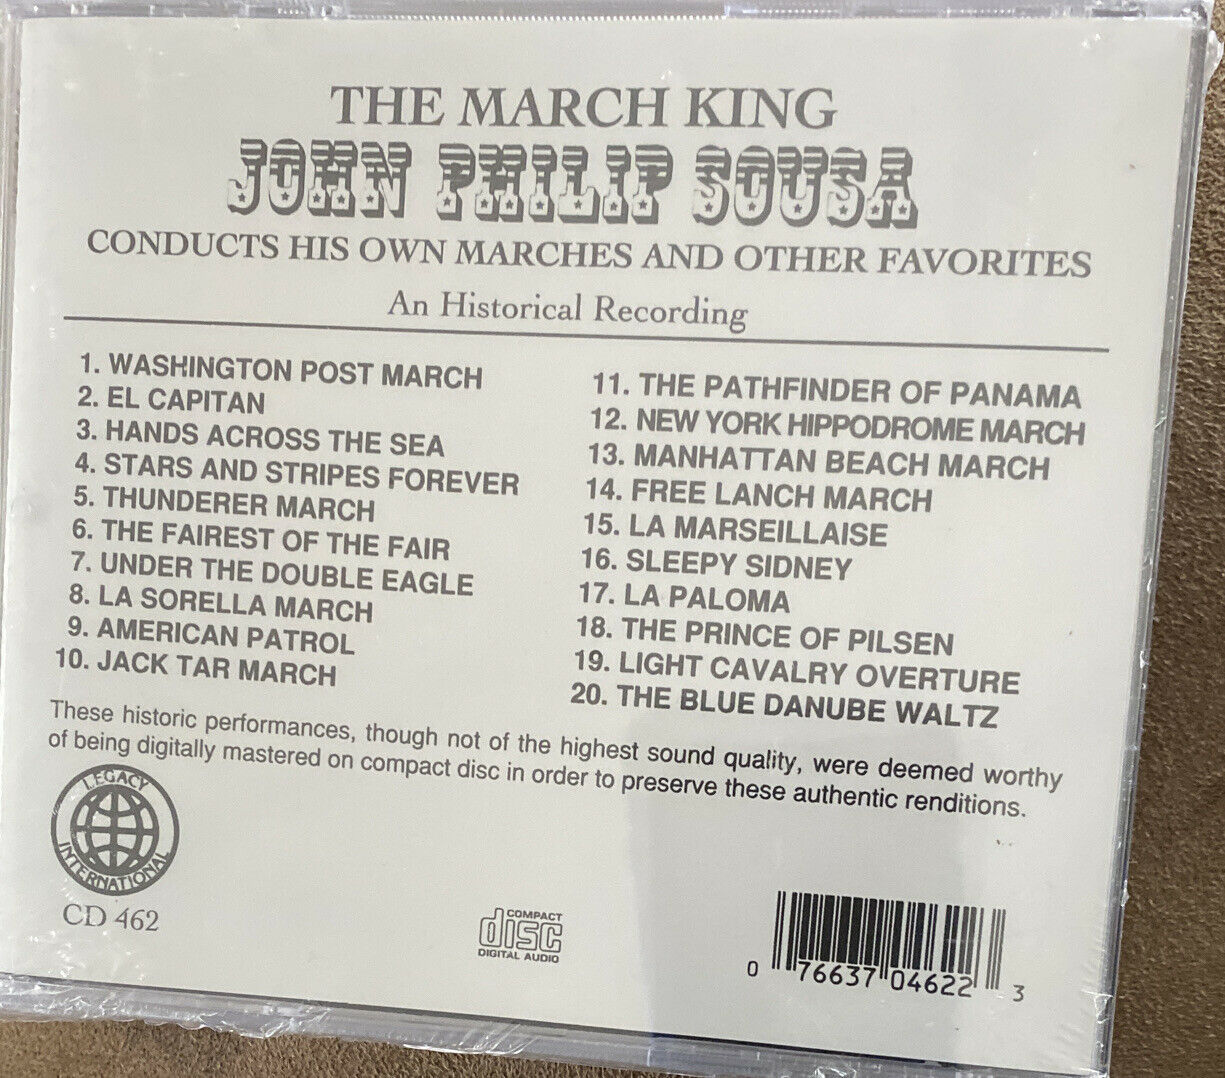 THE MARCH KING
JOHN PHILIP SOUSA
CONDUCTS HIS OWN MARCHES AND OTHER FAVORITES
An Historical Recording
1. WASHINGTON POST MARCH
2. EL CAPITAN
3. HANDS ACROSS THE SEA
4. STARS AND STRIPES FOREVER
5. THUNDERER MARCH
6. THE FAIREST OF THE FAIR
7. UNDER THE DOUBLE EAGLE
8. LA SORELLA MARCH
9. AMERICAN PATROL
10. JACK TAR MARCH
11. THE PATHFINDER OF PANAMA
12. NEW YORK HIPPODROME MARCH
13. MANHATTAN BEACH MARCH
14. FREE LANCH MARCH
15. LA MARSEILLAISE
16. SLEEPY SIDNEY
17. LA PALOMA
18. THE PRINCE OF PILSEN
19. LIGHT CAVALRY OVERTURE
20. THE BLUE DANUBE WALTZ
These historic performances, though not of the highest sound quality, were deemed worthy
of being digitally mastered on compact disc in order to preserve these authentic renditions.
LEGACY
INTERNATIONAL
CD 462
COMPACT
disc
DIGITAL AUDIO
0 76637 04622 3